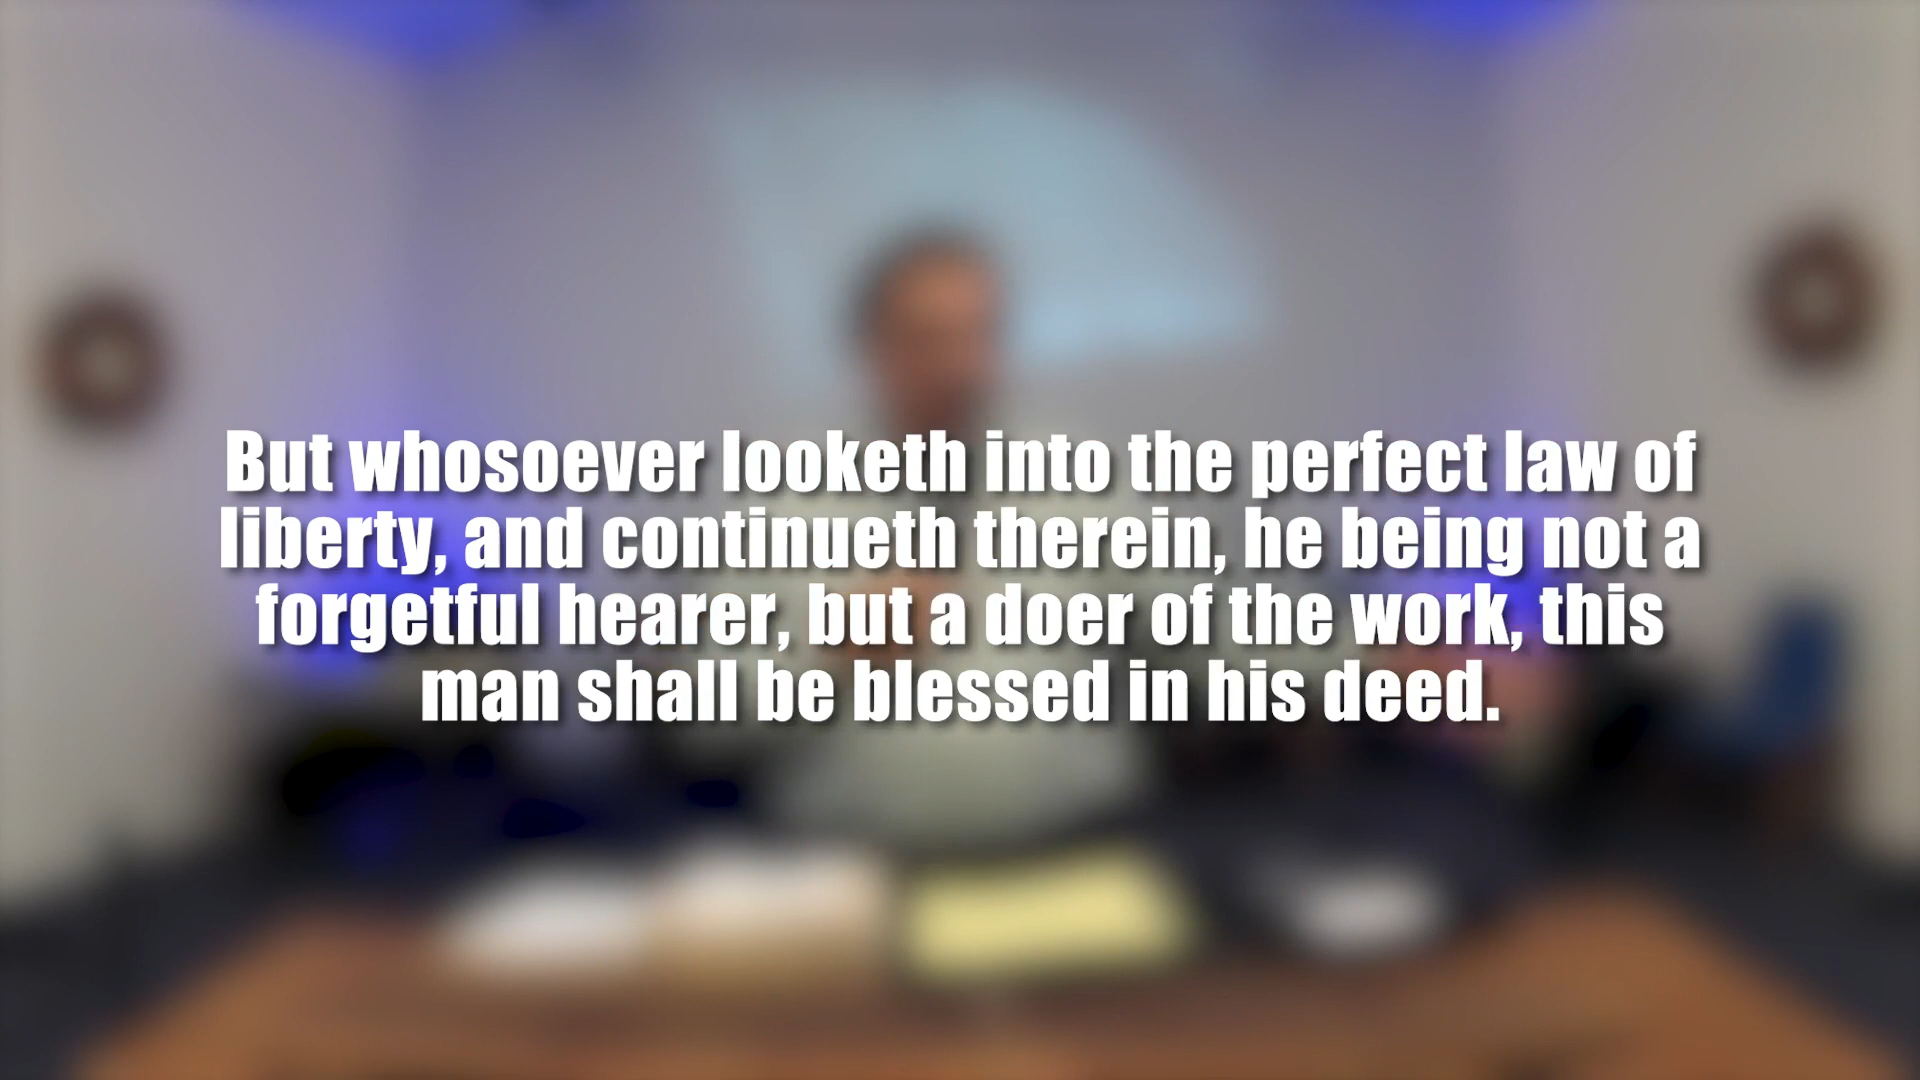 But whosoever looketh into the perfect law of
liberty, and continueth therein, he being not a
forgetful hearer, but a doer of the work, this
man shall be blessed in his deed.